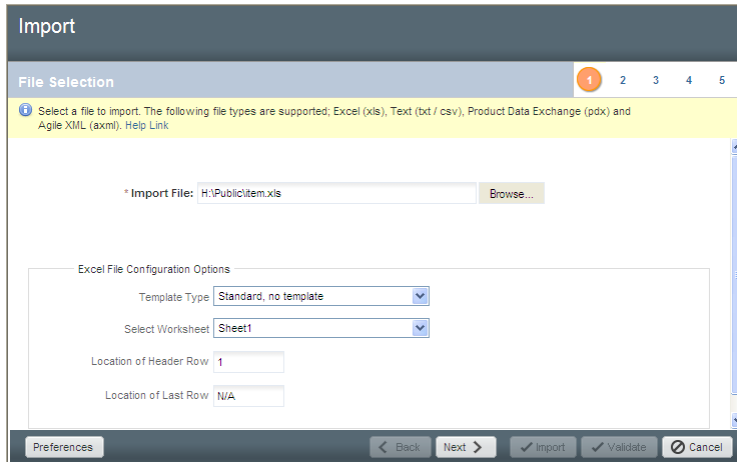 Import
File Selection
1 2 3 4 5
Select a file to import. The following file types are supported; Excel (xls), Text (txt / csv), Product Data Exchange (pdx) and
Agile XML (axml). Help Link
* Import File: H:\Public\item.xls Browse...
Excel File Configuration Options
Template Type Standard, no template
Select Worksheet Sheet1
Location of Header Row 1
Location of Last Row N/A
Preferences Back Next Import Validate Cancel